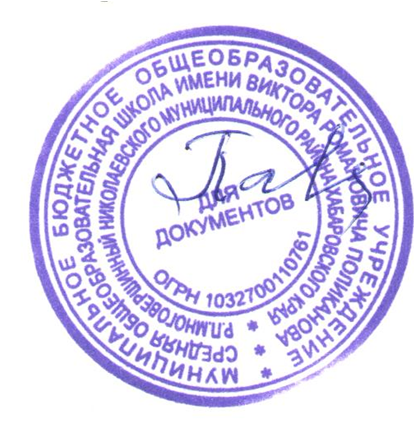 МУНИЦИПАЛЬНОЕ БЮДЖЕТНОЕ ОБЩЕОБРАЗОВАТЕЛЬНОЕ УЧРЕЖДЕНИЕ
СРЕДНЯЯ ОБЩЕОБРАЗОВАТЕЛЬНАЯ ШКОЛА ИМЕНИ ВИКТОРА РОМАНОВИЧА ПОЛИКАНОВА
Р.П.МНОГОВЕРШИННЫЙ НИКОЛАЕВСКОГО МУНИЦИПАЛЬНОГО РАЙОНА ХАБАРОВСКОГО КРАЯ
ДЛЯ
ДОКУМЕНТОВ
ОГРН 1032700110761